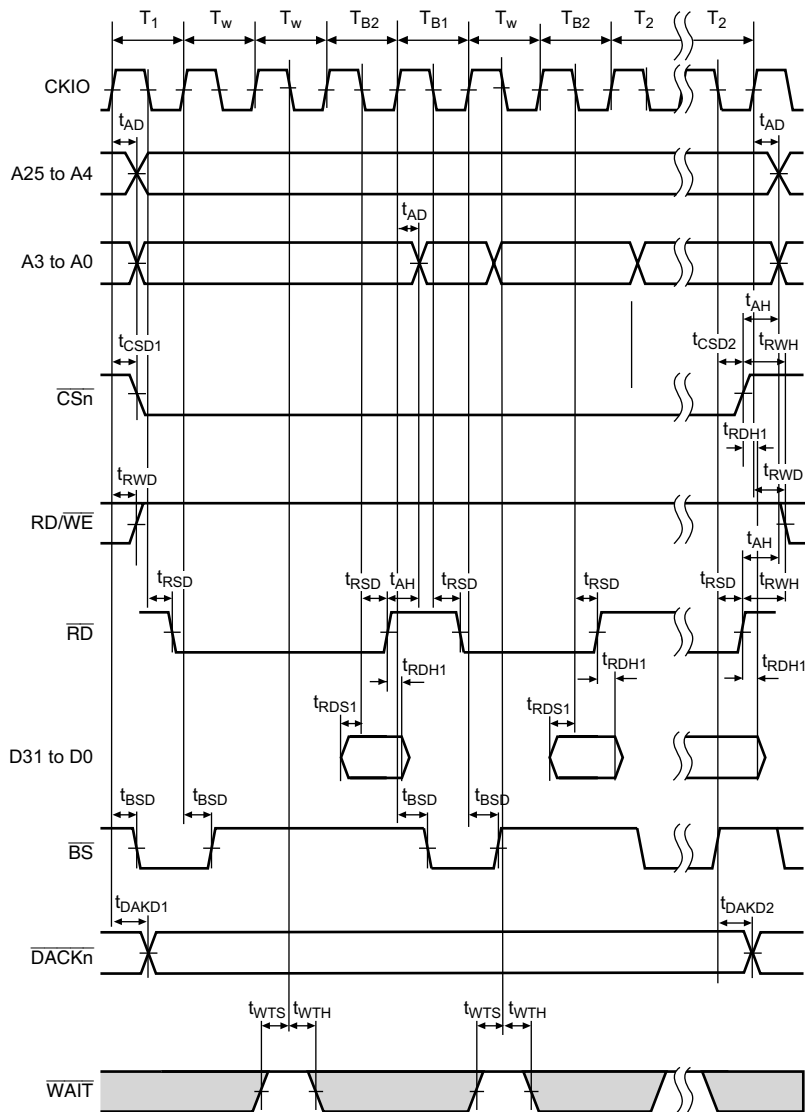 T1 Tw Tw TB2 TB1 Tw TB2 T2 T2
CKIO
tAD tAD
A25 to A4
tAD
A3 to A0
tAH
tCSD1 tCSD2 tRWH
CSn
tRDH1
tRWD tRWD
RD/WE
tAH
tRSD tRSD tAH tRSD tRSD tRSD tRWH
RD
tRDH1 tRDH1 tRDH1
tRDS1 tRDS1
D31 to D0
tBSD tBSD tBSD tBSD
BS
tDAKD1 tDAKD2
DACKn
tWTS tWTH tWTS tWTH
WAIT